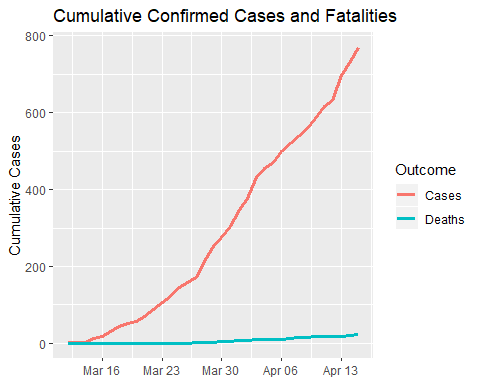 Cumulative Confirmed Cases and Fatalities
800
600
400
200
0
Cumulative Cases
Mar 16
Mar 23
Mar 30
Apr 06
Apr 13
Outcome
Cases
Deaths